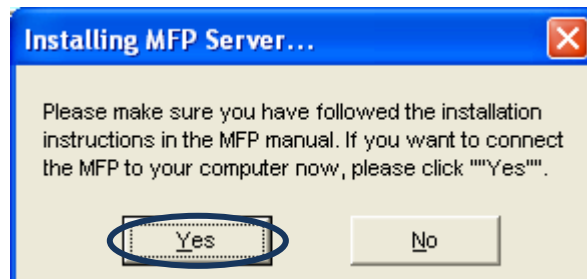 Installing MFP Server...
Please make sure you have followed the installation
instructions in the MFP manual. If you want to connect
the MFP to your computer now, please click ""Yes"".
Yes
No